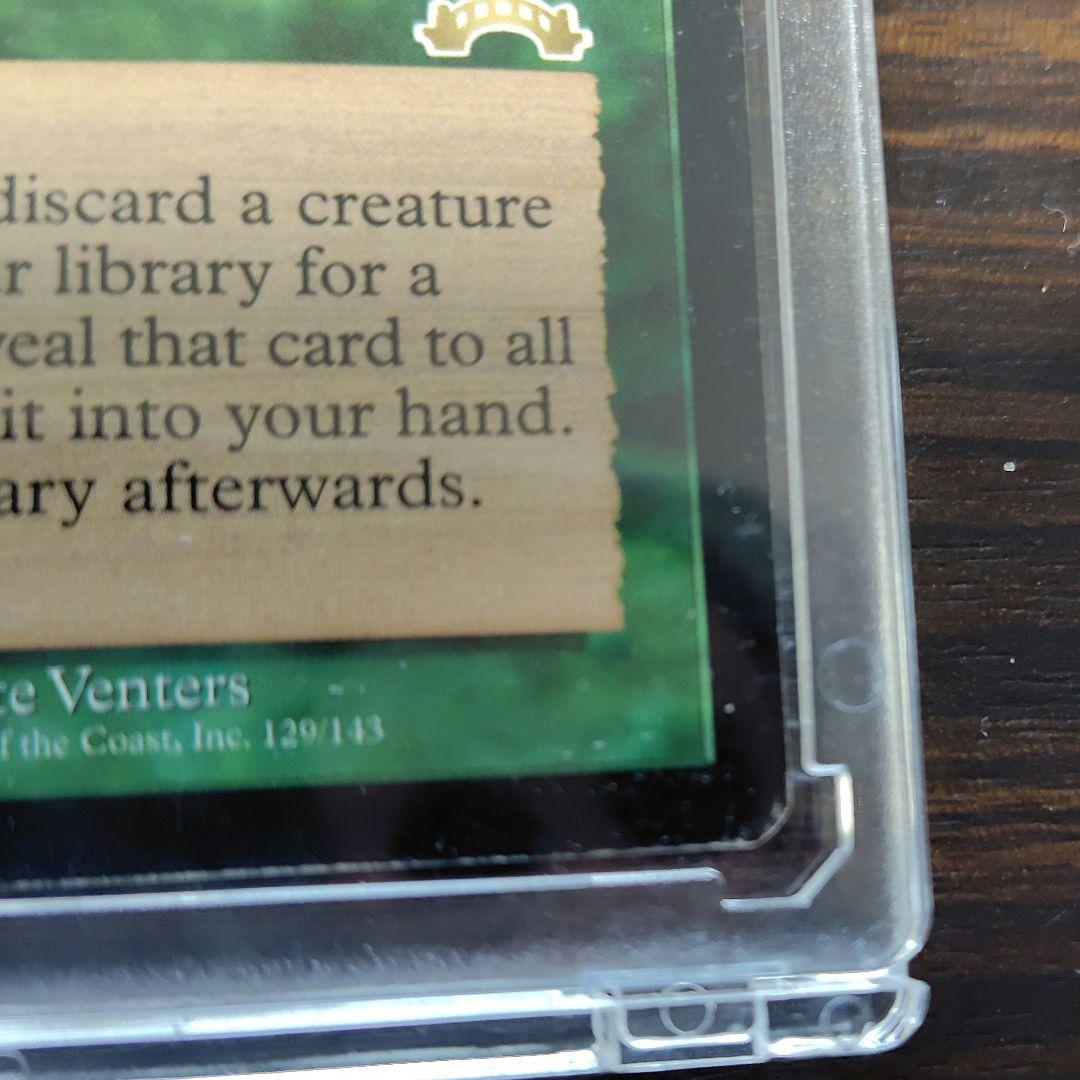 discard a creature
r library for a
veal that card to all
it into your hand.
ary afterwards.
te Venters
f the Coast, Inc. 129/143